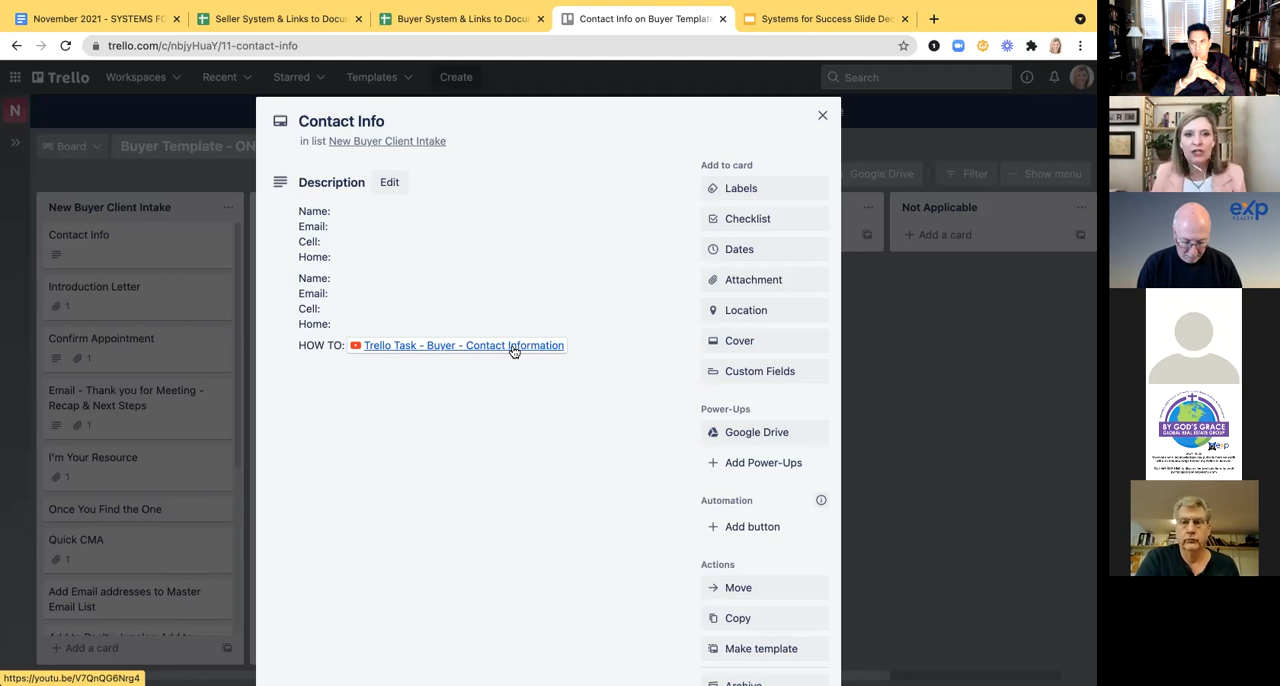 November 2021 - SYSTEMS FO
Seller System & Links to Docu
Buyer System & Links to Docu
Contact Info on Buyer Template
Systems for Success Slide Dec
trello.com/c/nbjyHuaY/11-contact-info
Trello
Workspaces
Recent
Starred
Templates
Create
Search
N
Board
Buyer Template - ON
Google Drive
Filter
Show menu
New Buyer Client Intake
Contact Info
Introduction Letter
1
Confirm Appointment
1
Email - Thank you for Meeting -
Recap & Next Steps
1
I'm Your Resource
1
Once You Find the One
Quick CMA
1
Add Email addresses to Master
Email List
+ Add a card
Contact Info
in list New Buyer Client Intake
Description
Edit
Name:
Email:
Cell:
Home:
Name:
Email:
Cell:
Home:
HOW TO: Trello Task - Buyer - Contact Information
Add to card
Labels
Checklist
Dates
Attachment
Location
Cover
Custom Fields
Power-Ups
Google Drive
+ Add Power-Ups
Automation
+ Add button
Actions
Move
Copy
Make template
Archive
Not Applicable
+ Add a card
https://youtu.be/V7QnQG6Nrg4
eXp
REALTY
BY GOD'S GRACE
GLOBAL REAL ESTATE GROUP
eXp